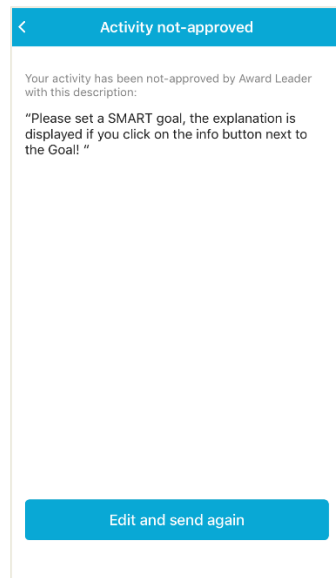 Activity not-approved
Your activity has been not-approved by Award Leader
with this description:
“Please set a SMART goal, the explanation is
displayed if you click on the info button next to
the Goal! “
Edit and send again